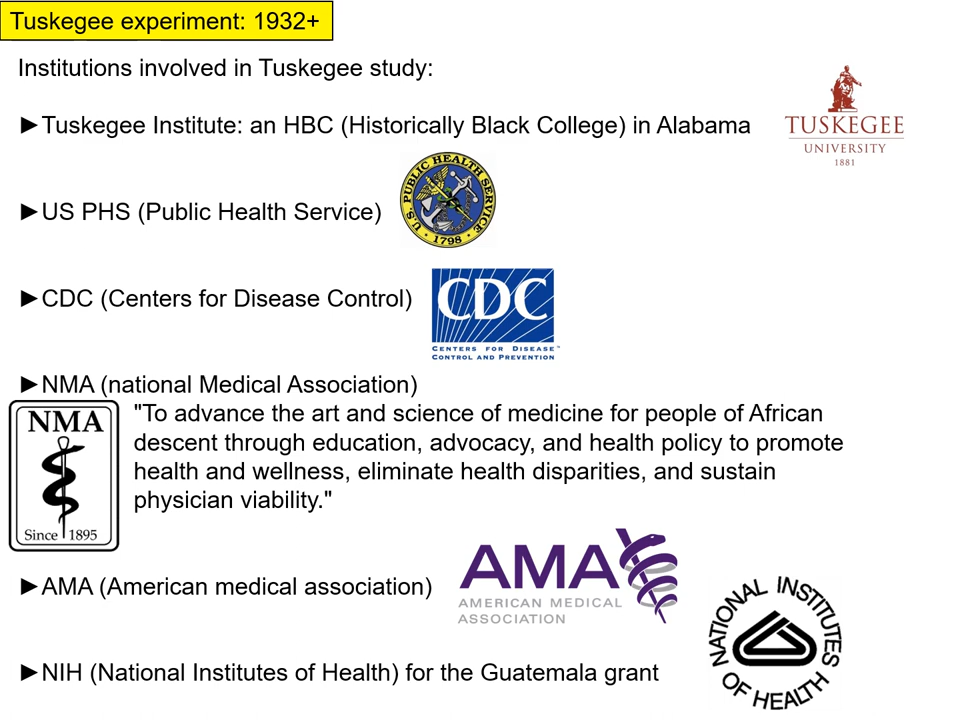 Tuskegee experiment: 1932+
Institutions involved in Tuskegee study:
►Tuskegee Institute: an HBC (Historically Black College) in Alabama
TUSKEGEE
UNIVERSITY
1881
►US PHS (Public Health Service)
U.S. PUBLIC HEALTH SERVICE
· 1798 ·
►CDC (Centers for Disease Control)
CDC
CENTERS FOR DISEASE™
CONTROL AND PREVENTION
►NMA (national Medical Association)
NMA
Since 1895
"To advance the art and science of medicine for people of African
descent through education, advocacy, and health policy to promote
health and wellness, eliminate health disparities, and sustain
physician viability."
►AMA (American medical association)
AMA
AMERICAN MEDICAL
ASSOCIATION
►NIH (National Institutes of Health) for the Guatemala grant
NATIONAL INSTITUTES
OF HEALTH